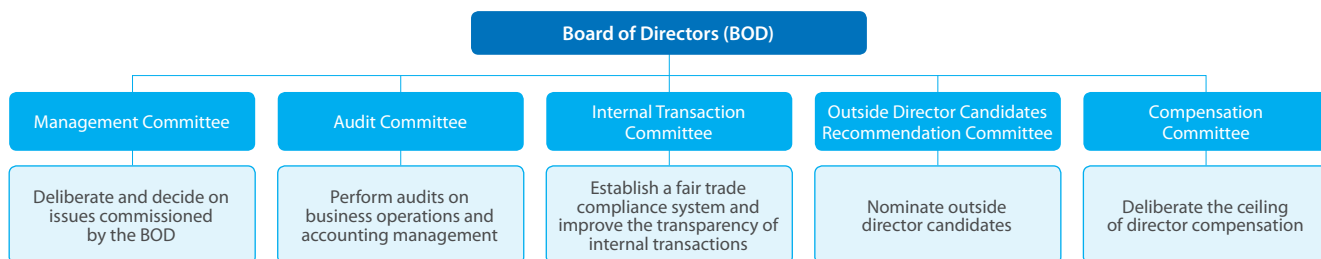 Board of Directors (BOD)
Management Committee
Audit Committee
Internal Transaction
Committee
Outside Director Candidates
Recommendation Committee
Compensation
Committee
Deliberate and decide on
issues commissioned
by the BOD
Perform audits on
business operations and
accounting management
Establish a fair trade
compliance system and
improve the transparency of
internal transactions
Nominate outside
director candidates
Deliberate the ceiling
of director compensation